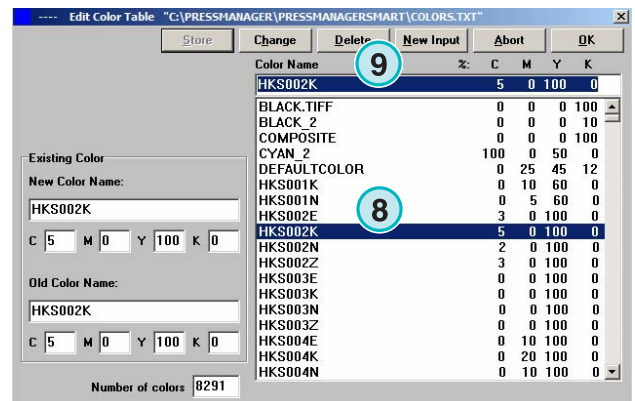 ---- Edit Color Table "C:\PRESSMANAGER\PRESSMANAGERSMART\COLORS.TXT"
Store Change Delete New Input Abort OK
Color Name %: C M Y K
9
HKS002K 5 0 100 0
BLACK.TIFF 0 0 0 100
BLACK_2 0 0 0 10
COMPOSITE 0 0 0 100
CYAN_2 100 0 50 0
DEFAULTCOLOR 0 25 45 12
HKS001K 0 10 60 0
HKS001N 0 5 60 0
HKS002E 3 0 100 0
8
HKS002K 5 0 100 0
HKS002N 2 0 100 0
HKS002Z 3 0 100 0
HKS003E 0 0 100 0
HKS003K 0 0 100 0
HKS003N 0 0 100 0
HKS003Z 0 0 100 0
HKS004E 0 10 100 0
HKS004K 0 20 100 0
HKS004N 0 10 100 0
Existing Color
New Color Name:
HKS002K
C 5 M 0 Y 100 K 0
Old Color Name:
HKS002K
C 5 M 0 Y 100 K 0
Number of colors 8291